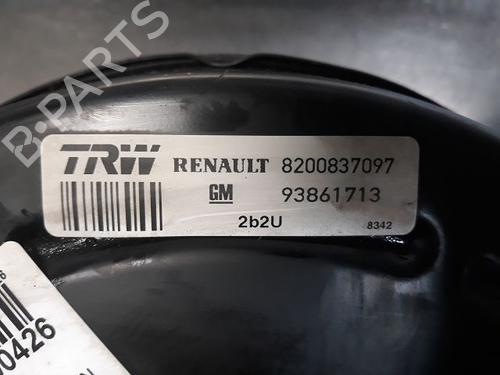 B-PARTS
TRW RENAULT 8200837097
GM 93861713
2b2U 8342
0426